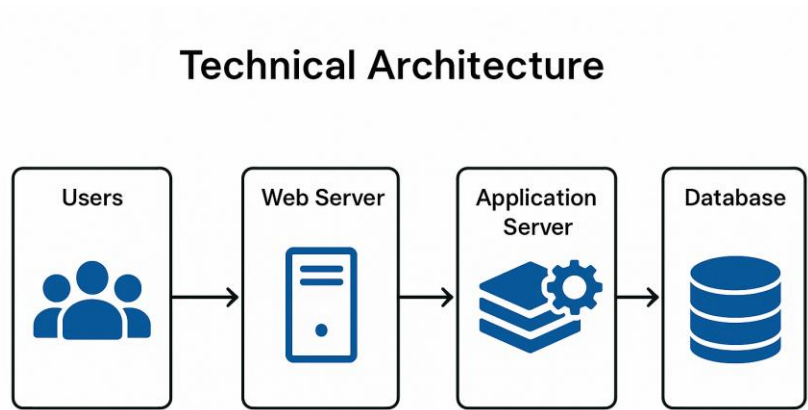 Technical Architecture
Users
Web Server
Application
Server
Database